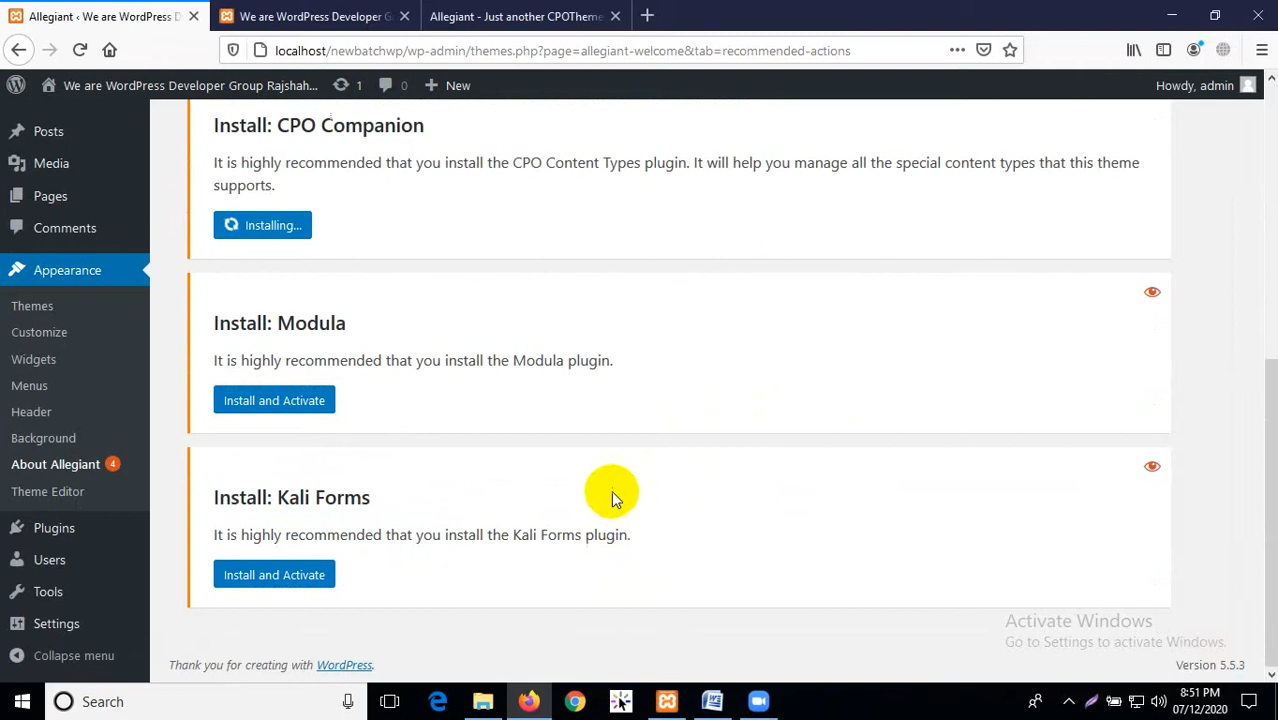 Allegiant ‹ We are WordPress D
We are WordPress Developer G
Allegiant - Just another CPOTheme
localhost/newbatchwp/wp-admin/themes.php?page=allegiant-welcome&tab=recommended-actions
We are WordPress Developer Group Rajshah...
1
0
New
Howdy, admin
Posts
Media
Pages
Comments
Appearance
Themes
Customize
Widgets
Menus
Header
Background
About Allegiant 4
Theme Editor
Plugins
Users
Tools
Settings
Collapse menu
Install: CPO Companion
It is highly recommended that you install the CPO Content Types plugin. It will help you manage all the special content types that this theme
supports.
Installing...
Install: Modula
It is highly recommended that you install the Modula plugin.
Install and Activate
Install: Kali Forms
It is highly recommended that you install the Kali Forms plugin.
Install and Activate
Activate Windows
Go to Settings to activate Windows.
Thank you for creating with WordPress.
Version 5.5.3
Search
8:51 PM
07/12/2020